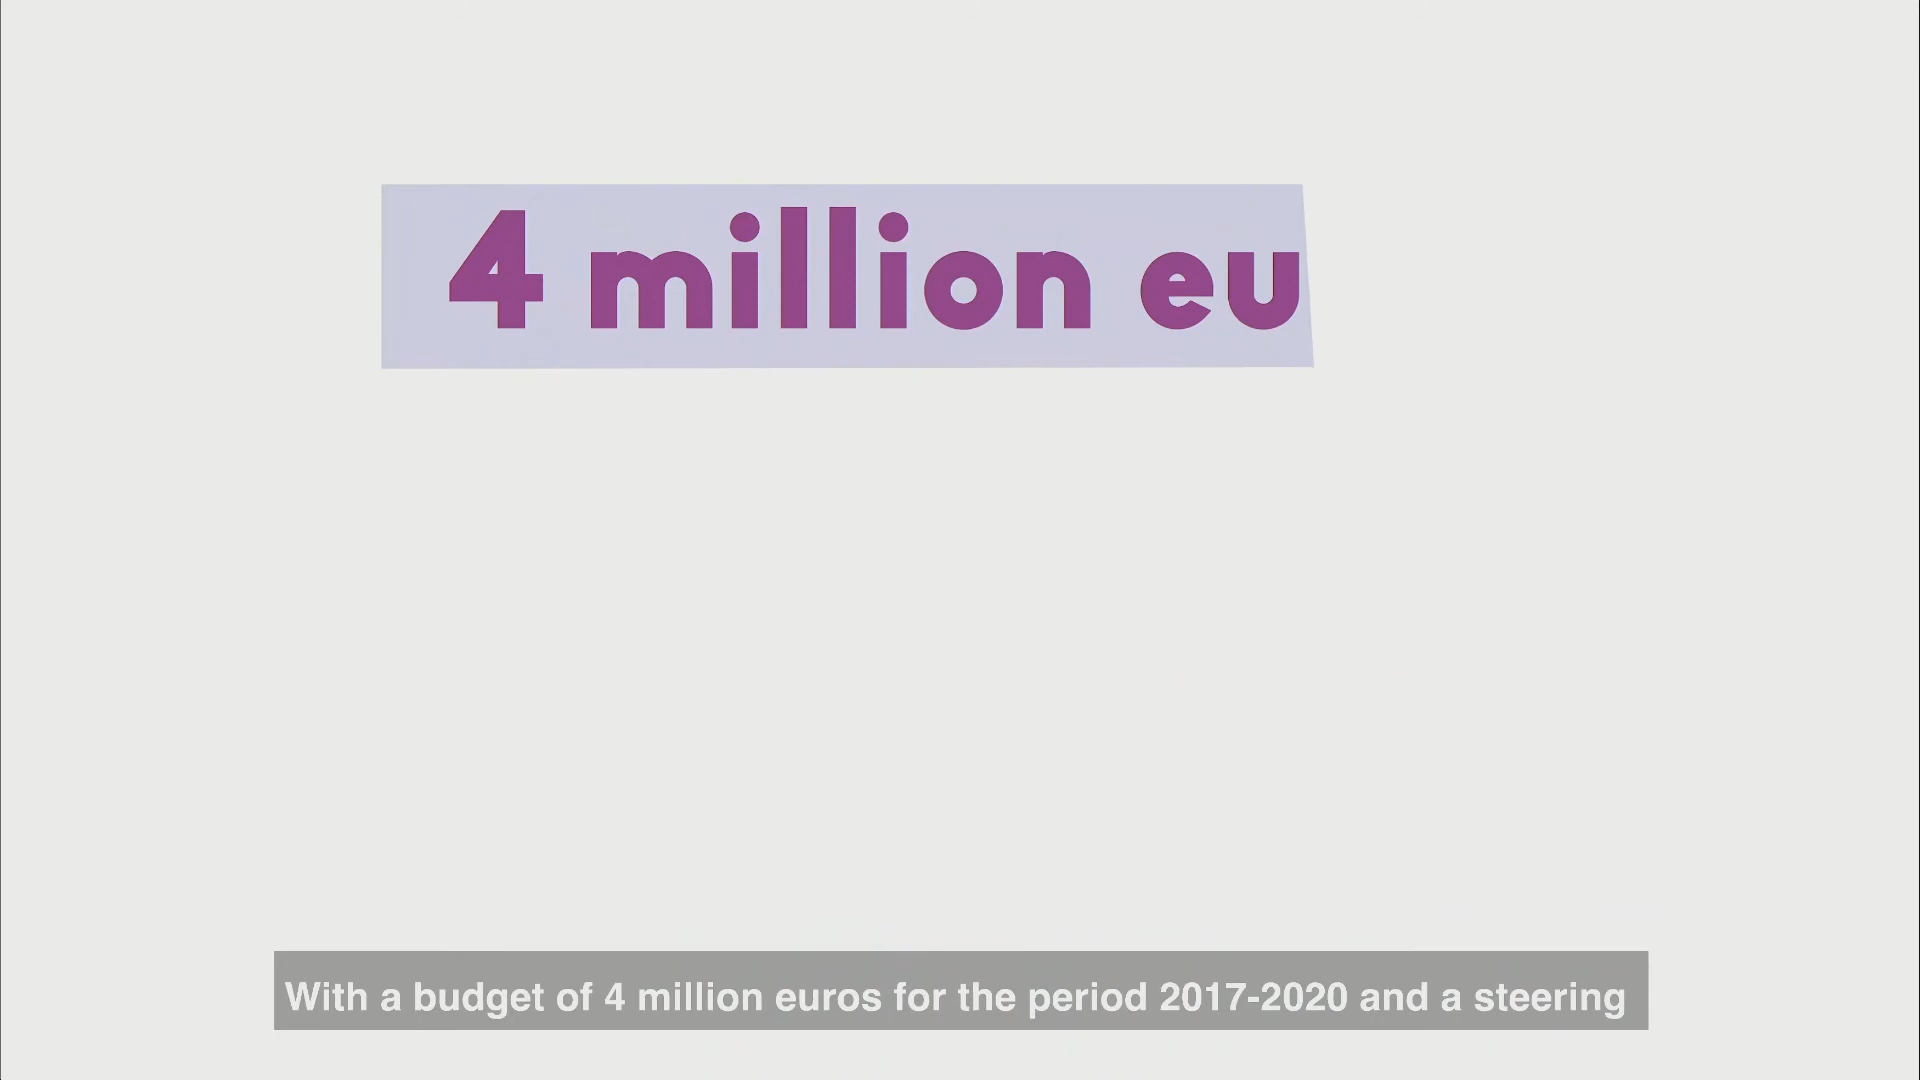 4 million eu
With a budget of 4 million euros for the period 2017-2020 and a steering